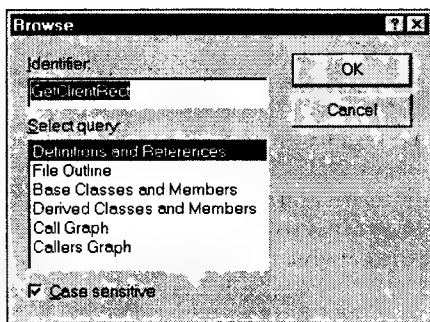 Browse
Identifier:
GetClientRect
OK
Cancel
Select query:
Definitions and References
File Outline
Base Classes and Members
Derived Classes and Members
Call Graph
Callers Graph
Case sensitive